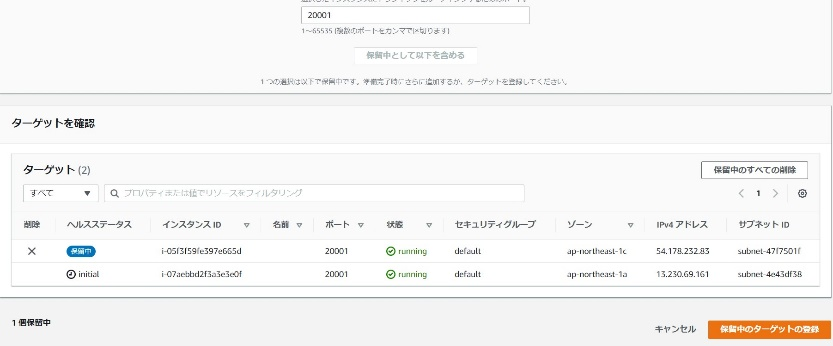 20001
1～65535 (複数のポートをカンマで区切ります)
保留中として以下を含める
1 つの選択は以下で保留中です。準備完了時にさらに追加するか、ターゲットを登録してください。
ターゲットを確認
ターゲット (2)
保留中のすべての削除
すべて
プロパティまたは値でリソースをフィルタリング
1
削除 ヘルスステータス インスタンス ID 名前 ポート 状態 セキュリティグループ ゾーン IPv4 アドレス サブネット ID
保留中 i-05f3f59fe397e665d 20001 running default ap-northeast-1c 54.178.232.83 subnet-47f7501f
initial i-07aebbd2f3a3e3e0f 20001 running default ap-northeast-1a 13.230.69.161 subnet-4e43df38
1 個保留中
キャンセル
保留中のターゲットの登録